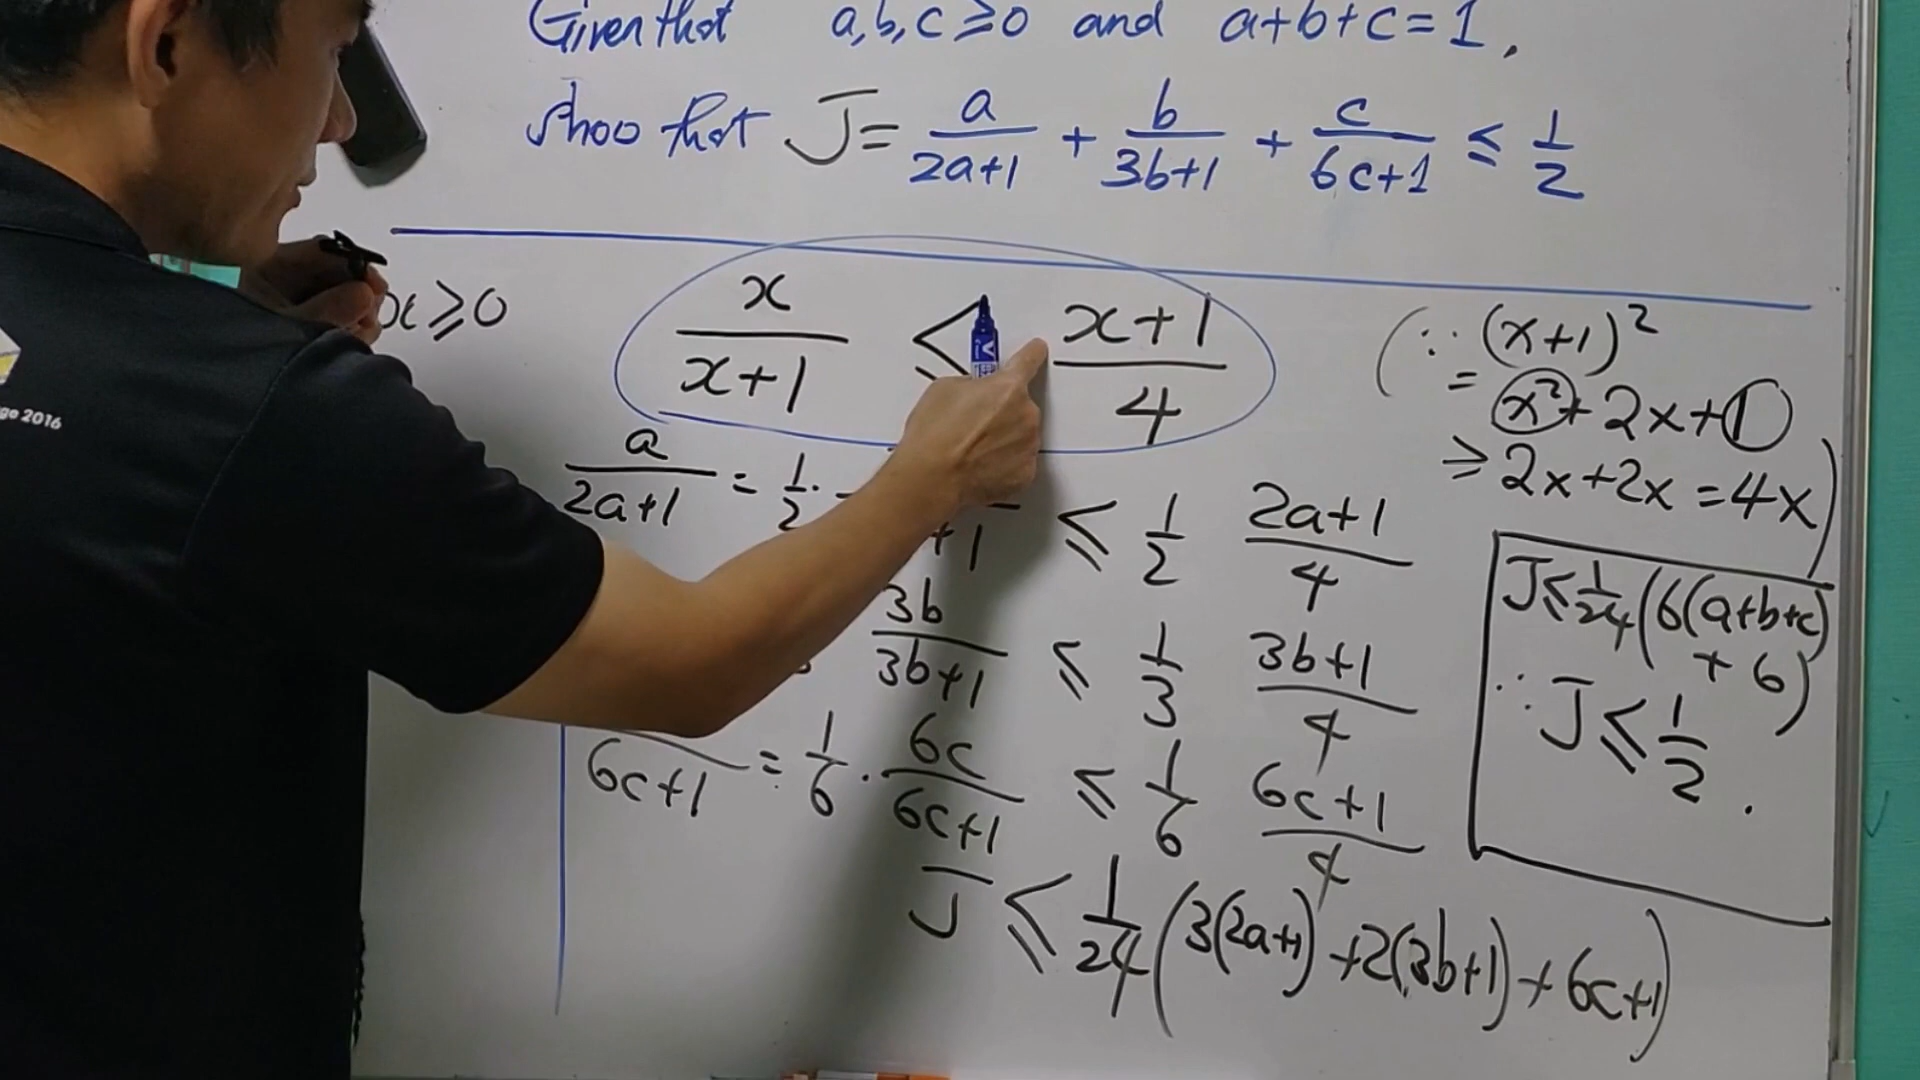 Given that a, b, c ≥ 0 and a+b+c = 1,
show that J = a/(2a+1) + b/(3b+1) + c/(6c+1) ≤ 1/2
x ≥ 0
x/(x+1) ≤ (x+1)/4
(∵ (x+1)²
= x² + 2x + 1
≥ 2x+2x = 4x)
a/(2a+1) = 1/2 · +1 ≤ 1/2 (2a+1)/4
3b/(3b+1) ≤ 1/3 (3b+1)/4
6c+1 = 1/6 · 6c/(6c+1) ≤ 1/6 (6c+1)/4
J ≤ 1/24 (3(2a+1) + 2(3b+1) + 6c+1)
J ≤ 1/24 (6(a+b+c)
+ 6)
∴ J ≤ 1/2 .
2016